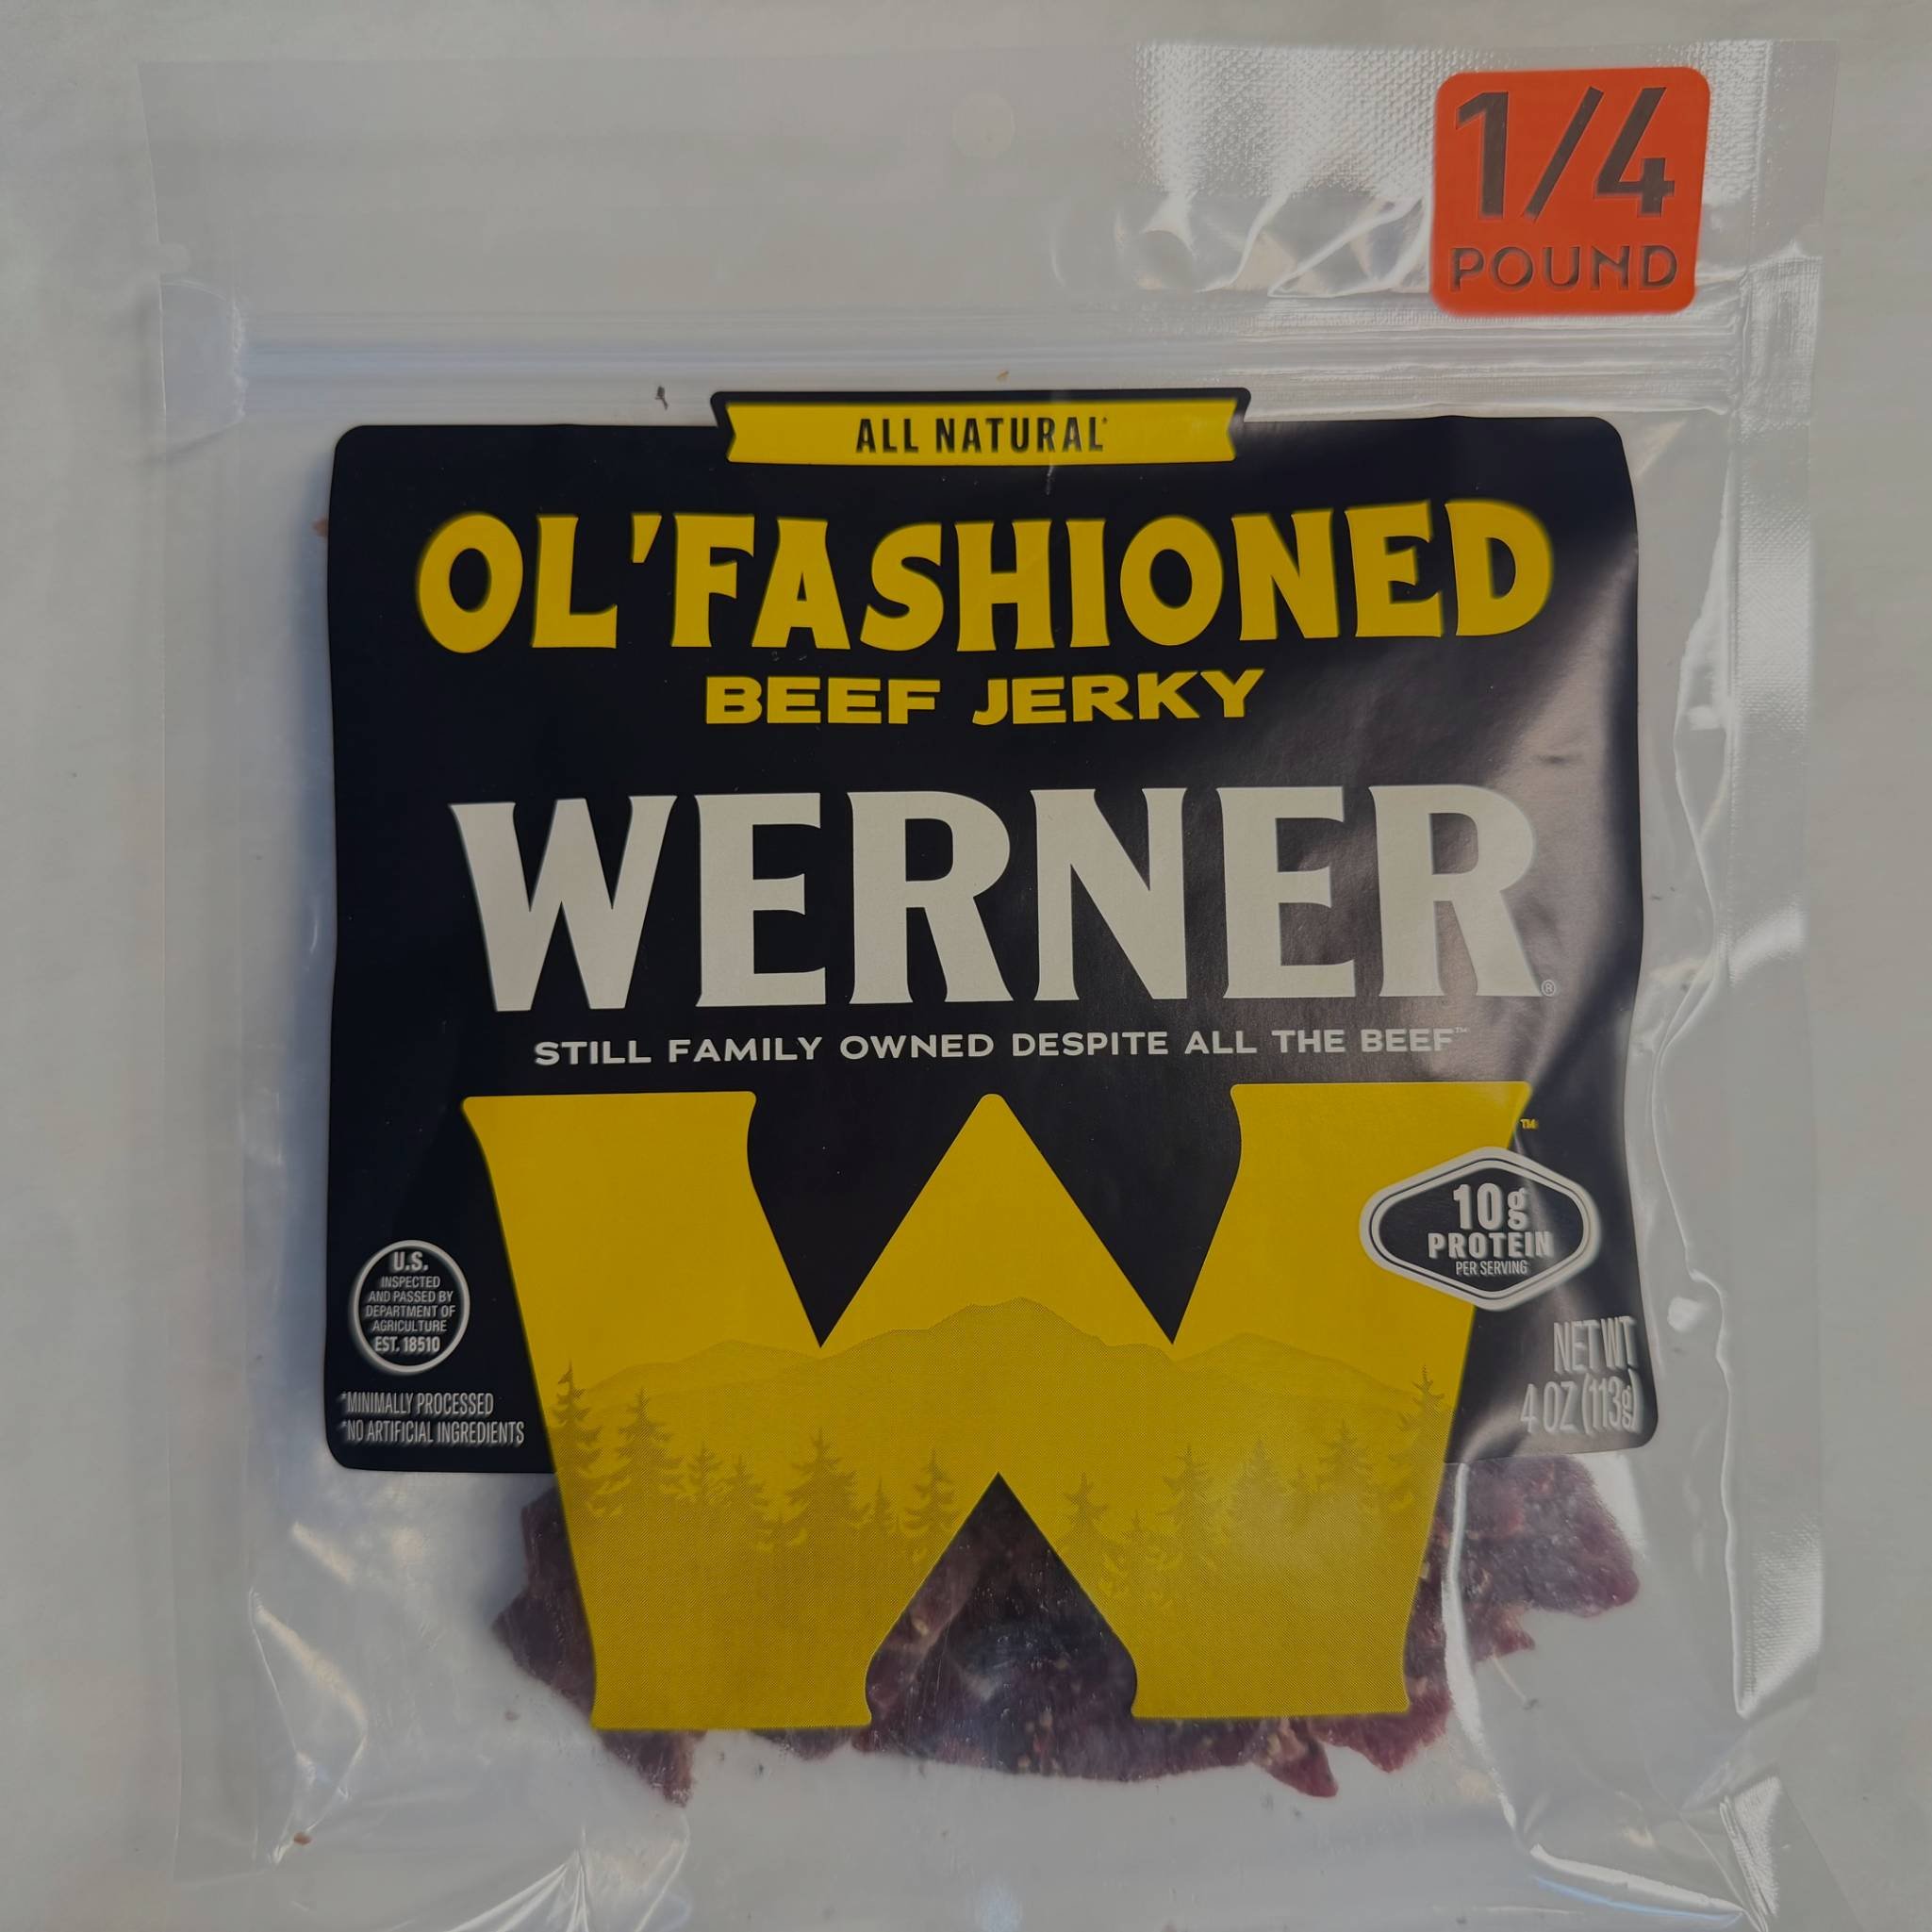 1/4
POUND
ALL NATURAL*
OL' FASHIONED
BEEF JERKY
WERNER®
STILL FAMILY OWNED DESPITE ALL THE BEEF™
W™
10g
PROTEIN
PER SERVING
U.S.
INSPECTED
AND PASSED BY
DEPARTMENT OF
AGRICULTURE
EST. 18510
NET WT
4 OZ (113g)
*MINIMALLY PROCESSED
*NO ARTIFICIAL INGREDIENTS